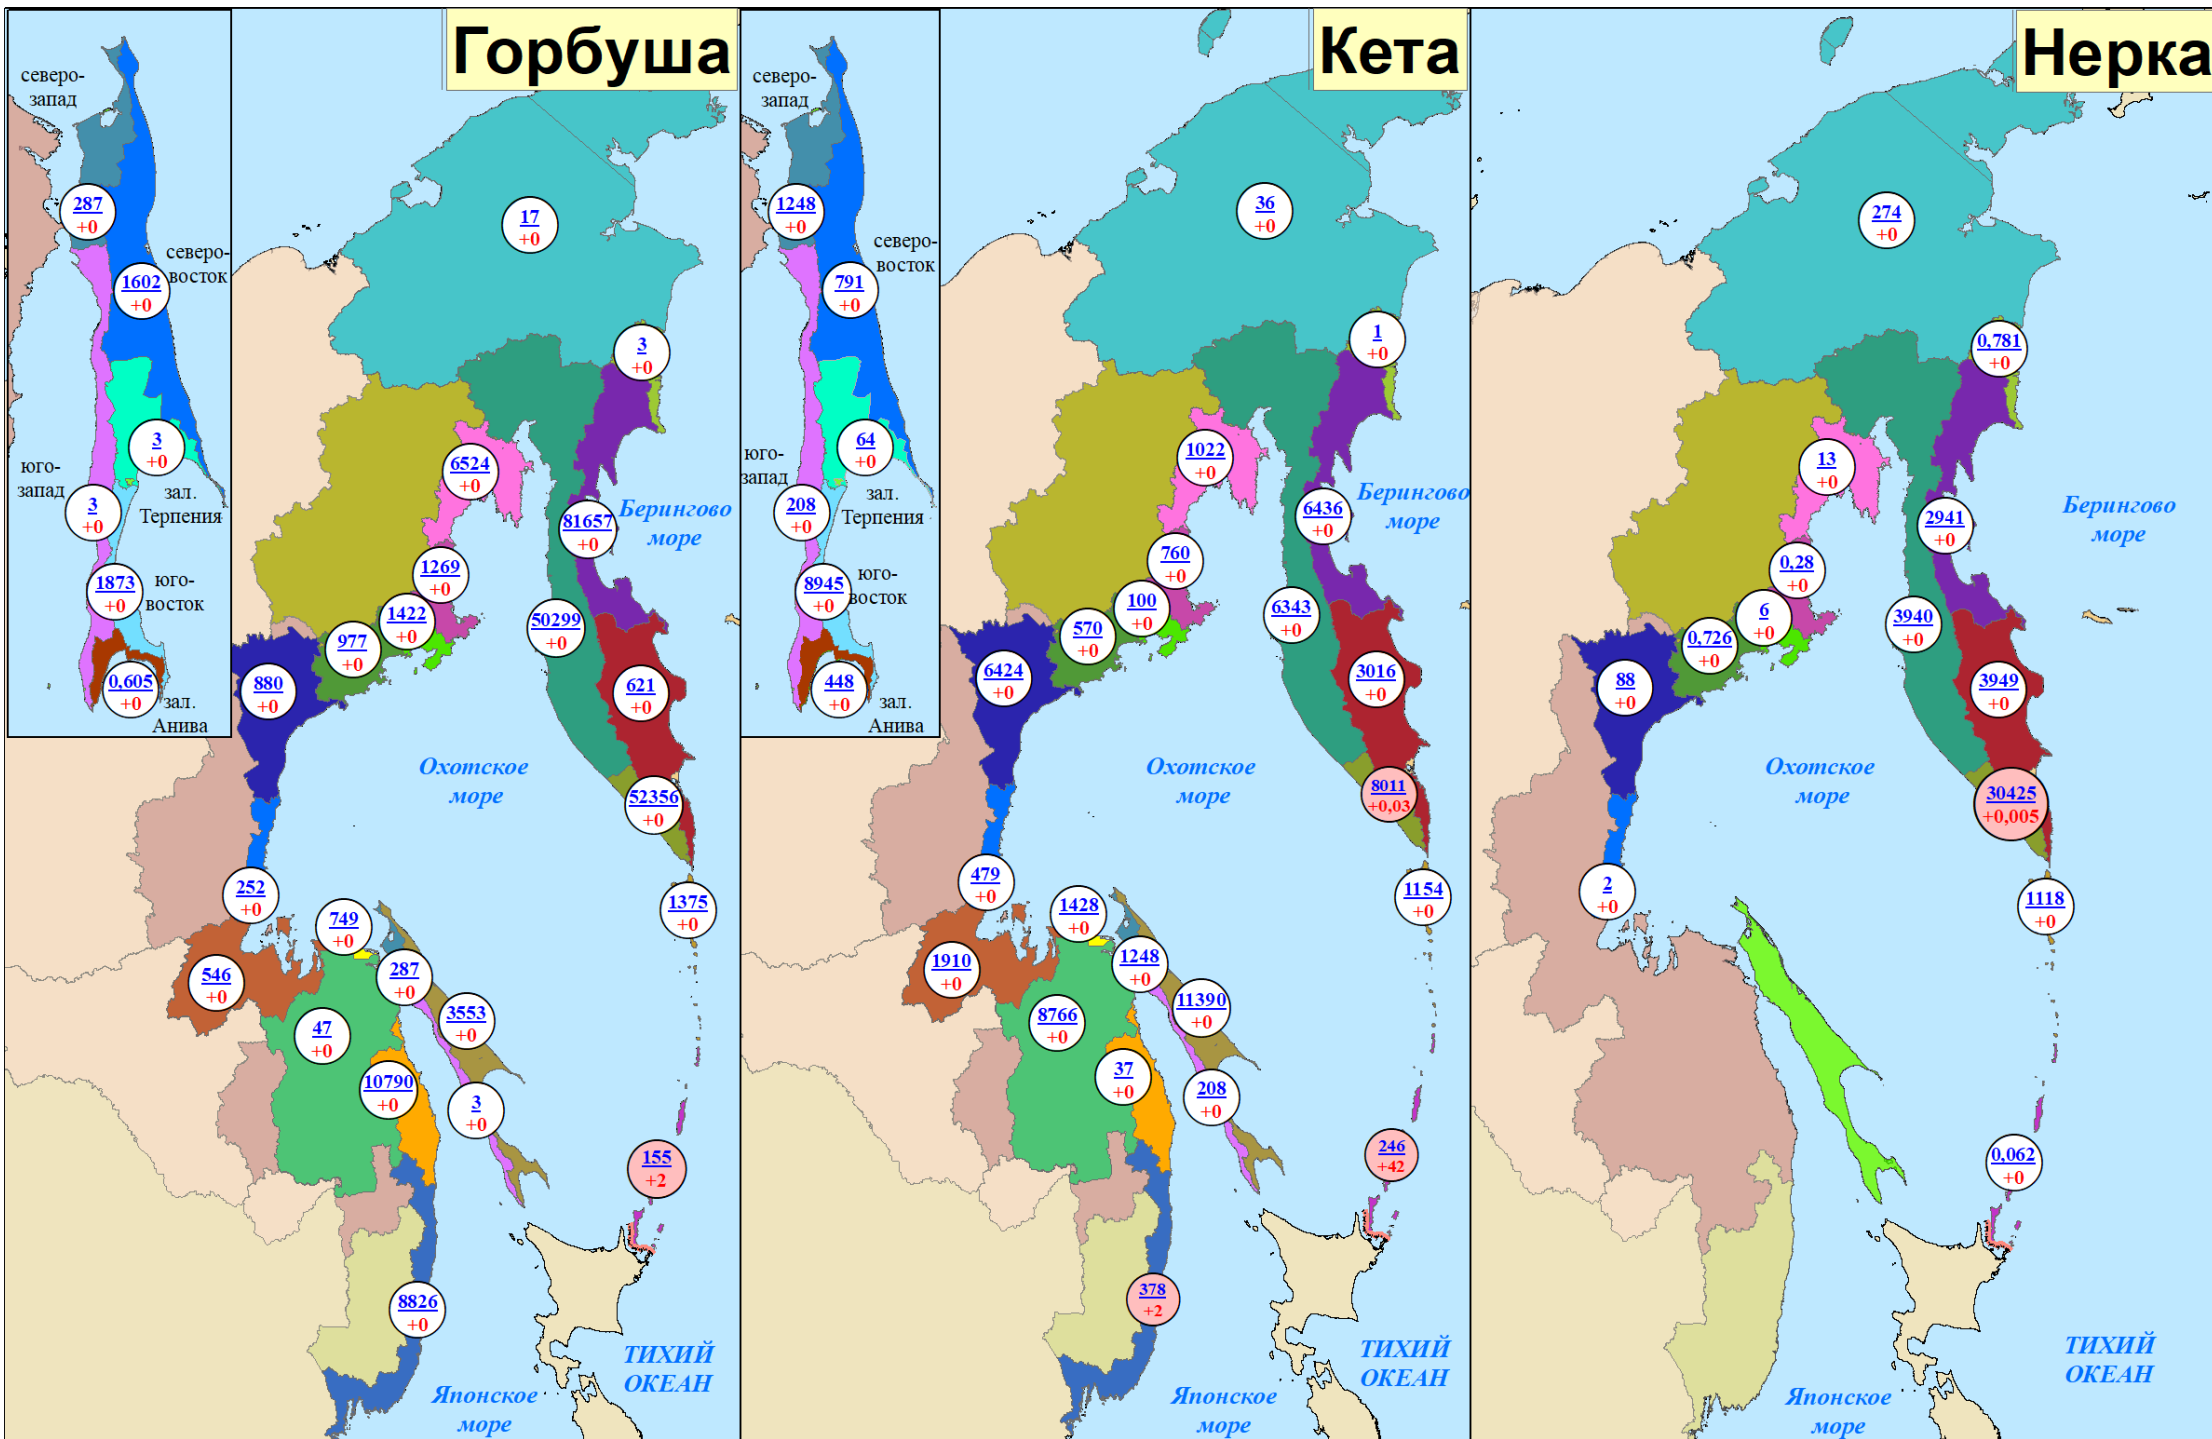 Горбуша
северо-
запад
287
+0
северо-
восток
1602
+0
3
+0
юго-
запад
зал.
Терпения
3
+0
1873
+0
юго-
восток
0,605
+0
зал.
Анива
17
+0
3
+0
6524
+0
81657
+0
Берингово
море
1269
+0
1422
+0
50299
+0
977
+0
880
+0
621
+0
Охотское
море
52356
+0
252
+0
749
+0
1375
+0
546
+0
287
+0
3553
+0
47
+0
10790
+0
3
+0
155
+2
8826
+0
ТИХИЙ
ОКЕАН
Японское
море
Кета
северо-
запад
1248
+0
северо-
восток
791
+0
64
+0
юго-
запад
зал.
Терпения
208
+0
8945
+0
юго-
восток
448
+0
зал.
Анива
36
+0
1
+0
1022
+0
6436
+0
Берингово
море
760
+0
100
+0
6343
+0
570
+0
6424
+0
3016
+0
Охотское
море
8011
+0,03
479
+0
1428
+0
1154
+0
1910
+0
1248
+0
11390
+0
8766
+0
37
+0
208
+0
246
+42
378
+2
ТИХИЙ
ОКЕАН
Японское
море
Нерка
274
+0
0,781
+0
13
+0
2941
+0
Берингово
море
0,28
+0
6
+0
3940
+0
0,726
+0
88
+0
3949
+0
Охотское
море
30425
+0,005
2
+0
1118
+0
0,062
+0
ТИХИЙ
ОКЕАН
Японское
море